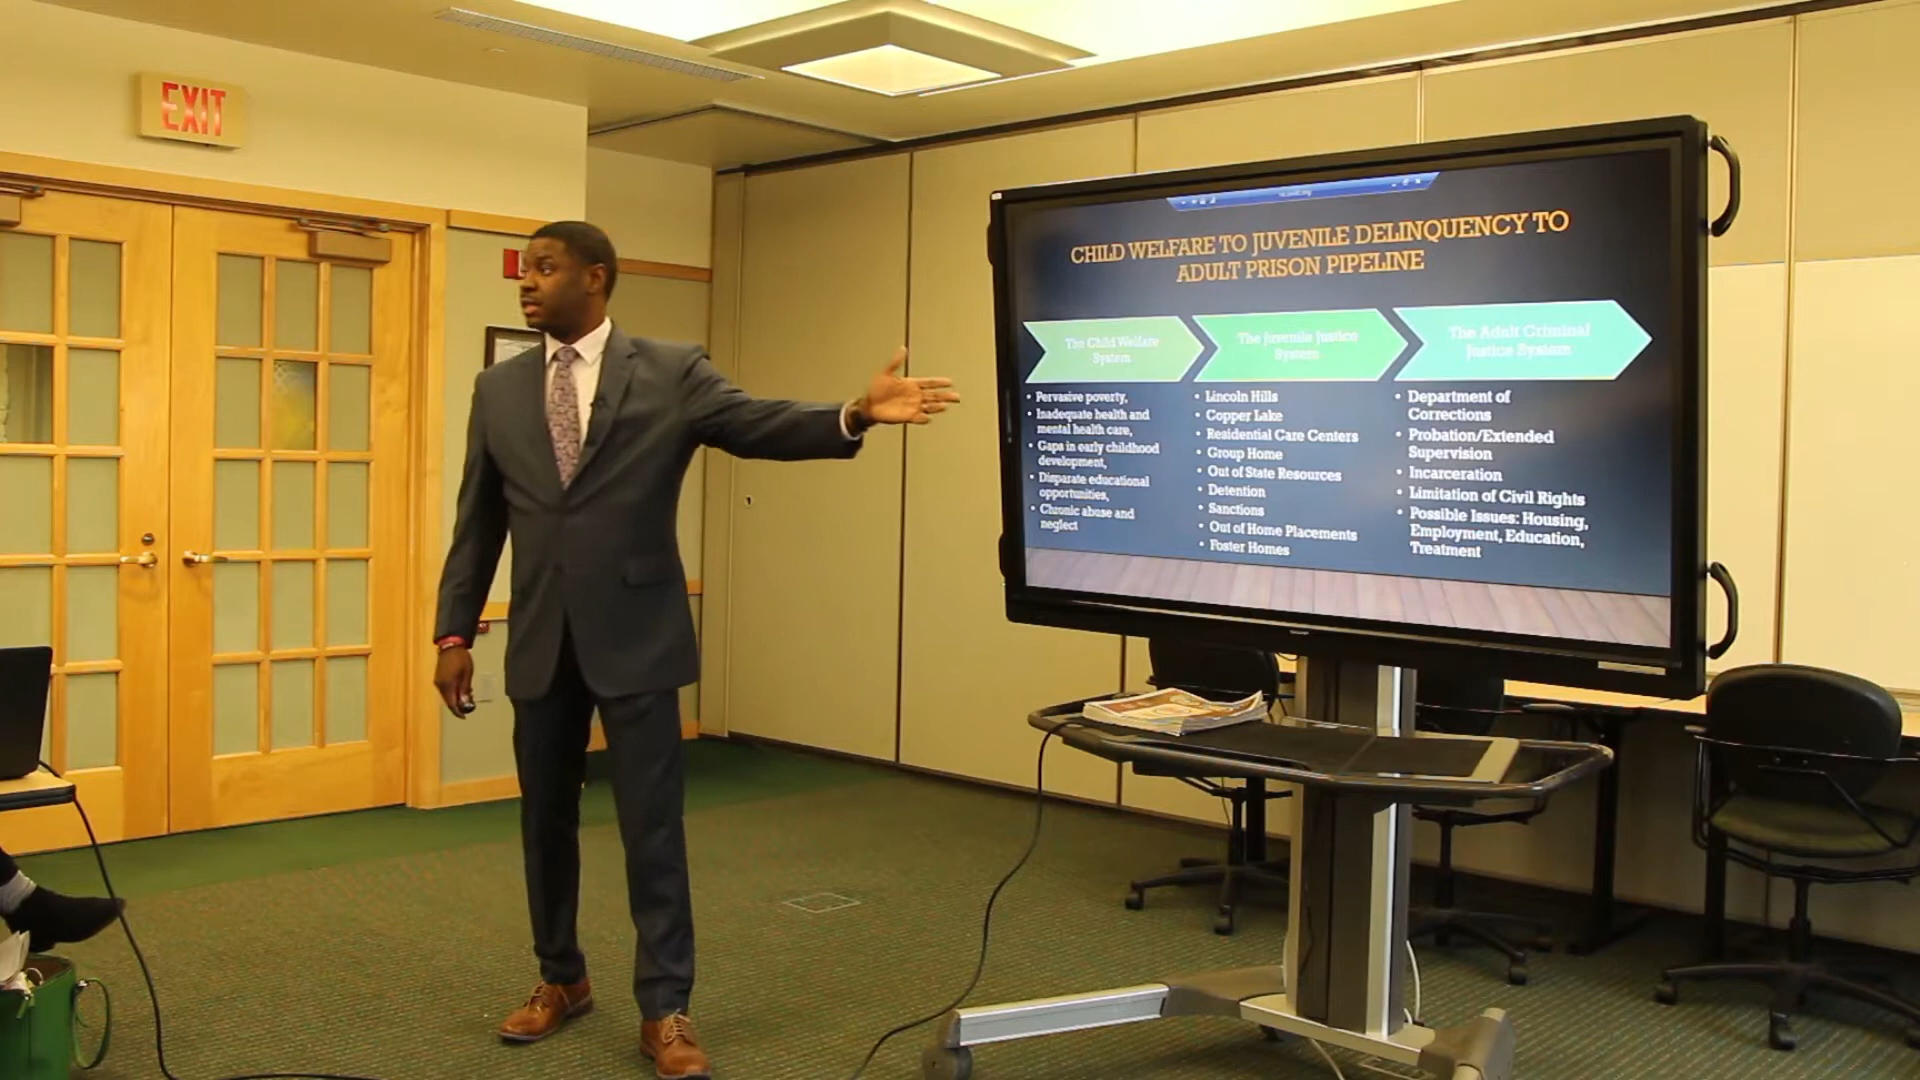 EXIT
CHILD WELFARE TO JUVENILE DELINQUENCY TO
ADULT PRISON PIPELINE
The Child Welfare
System
• Pervasive poverty,
• Inadequate health and
mental health care,
• Gaps in early childhood
development,
• Disparate educational
opportunities,
• Chronic abuse and
neglect
The Juvenile Justice
System
• Lincoln Hills
• Copper Lake
• Residential Care Centers
• Group Home
• Out of State Resources
• Detention
• Sanctions
• Out of Home Placements
• Foster Homes
The Adult Criminal
Justice System
• Department of
Corrections
• Probation/Extended
Supervision
• Incarceration
• Limitation of Civil Rights
• Possible Issues: Housing,
Employment, Education,
Treatment